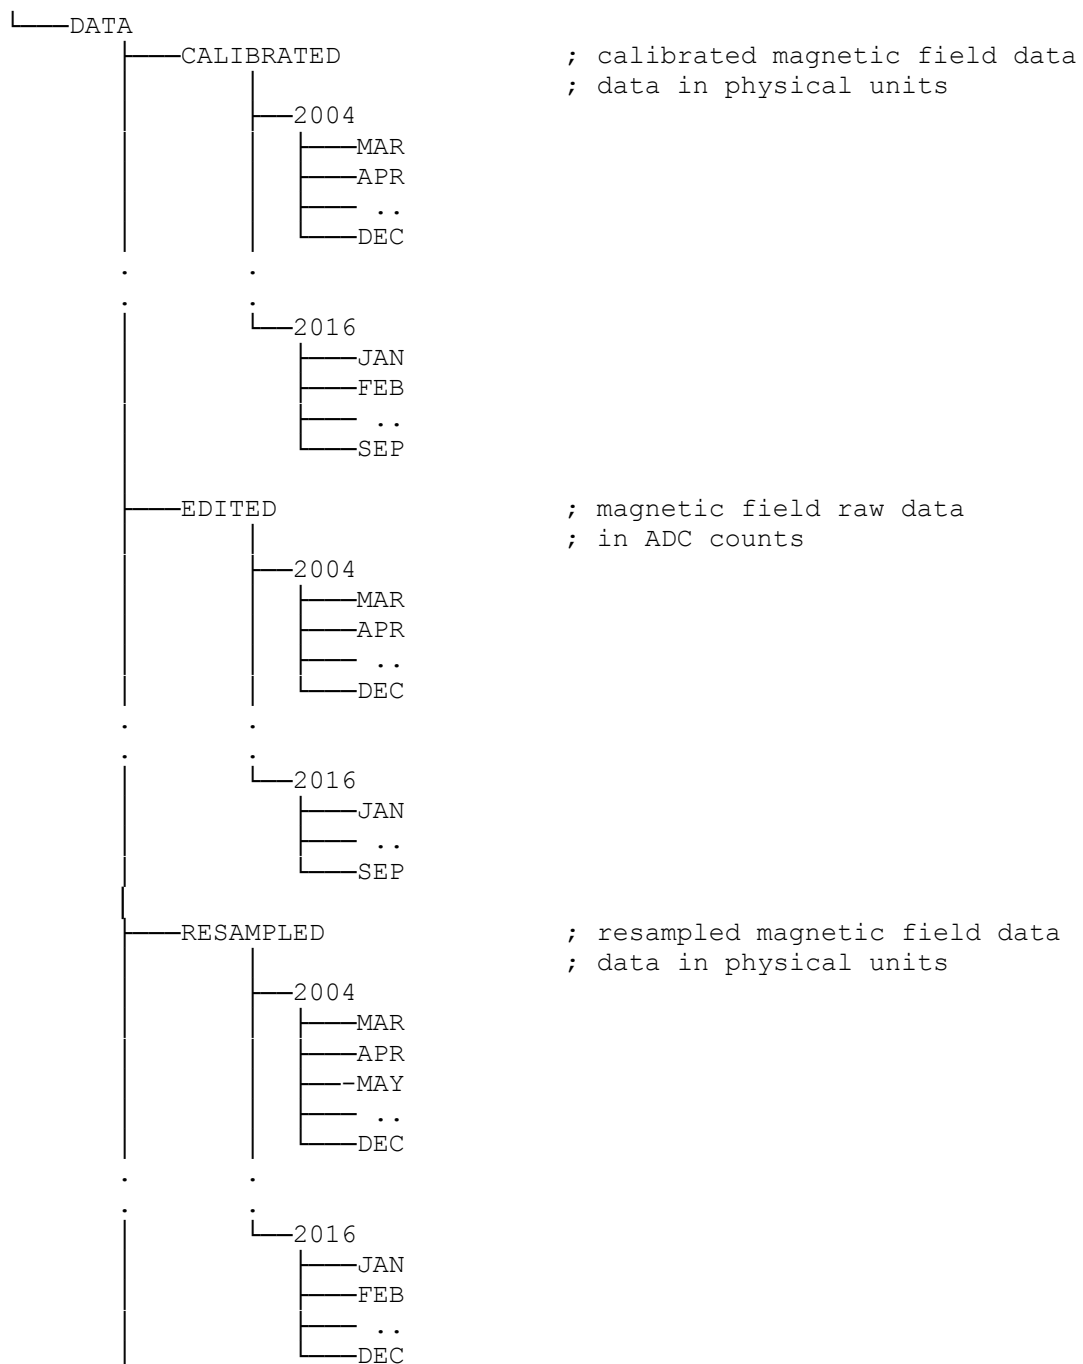 └───DATA
├───CALIBRATED ; calibrated magnetic field data
; data in physical units
├──2004
├───MAR
├───APR
├─── ..
└───DEC
. .
. .
└──2016
├───JAN
├───FEB
├─── ..
└───SEP
├───EDITED ; magnetic field raw data
; in ADC counts
├──2004
├───MAR
├───APR
├─── ..
└───DEC
. .
. .
└──2016
├───JAN
├─── ..
└───SEP
├───RESAMPLED ; resampled magnetic field data
; data in physical units
├──2004
├───MAR
├───APR
├───-MAY
├─── ..
└───DEC
. .
. .
└──2016
├───JAN
├───FEB
├─── ..
└───DEC